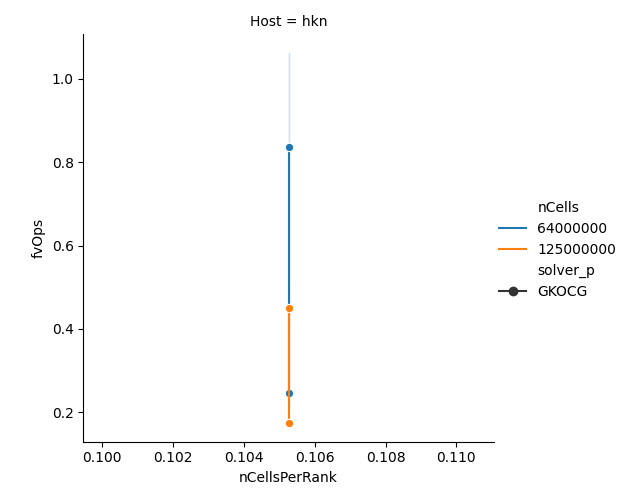 Host = hkn
1.0
0.8
0.6
0.4
0.2
fvOps
0.100
0.102
0.104
0.106
0.108
0.110
nCellsPerRank
nCells
64000000
125000000
solver_p
GKOCG